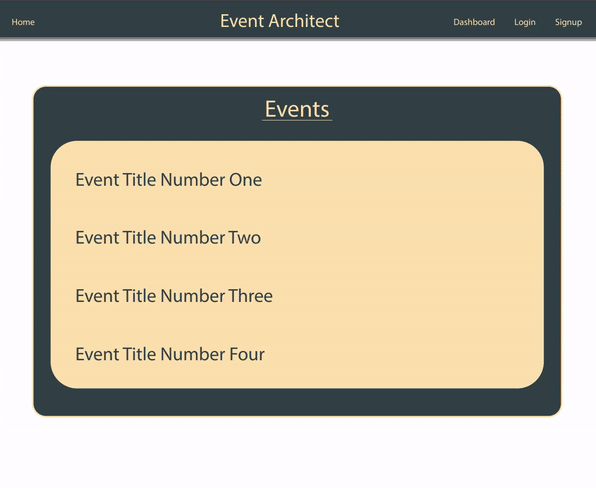 Home Event Architect Dashboard Login Signup
Events
Event Title Number One
Event Title Number Two
Event Title Number Three
Event Title Number Four